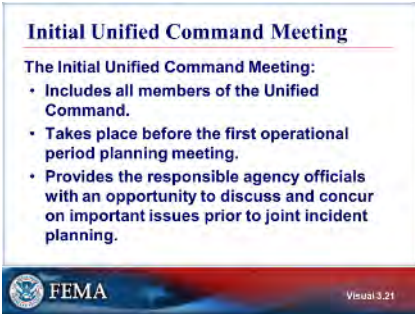 Initial Unified Command Meeting
The Initial Unified Command Meeting:
• Includes all members of the Unified
Command.
• Takes place before the first operational
period planning meeting.
• Provides the responsible agency officials
with an opportunity to discuss and concur
on important issues prior to joint incident
planning.
FEMA
Visual 3.21